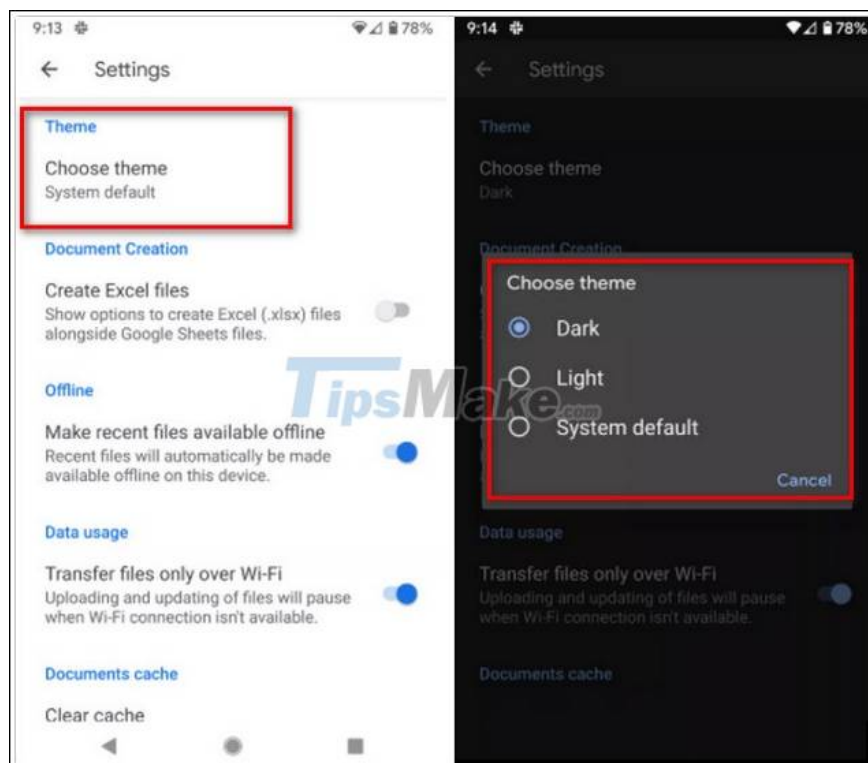 9:13
78%
Settings
Theme
Choose theme
System default
Document Creation
Create Excel files
Show options to create Excel (.xlsx) files
alongside Google Sheets files.
Offline
Make recent files available offline
Recent files will automatically be made
available offline on this device.
Data usage
Transfer files only over Wi-Fi
Uploading and updating of files will pause
when Wi-Fi connection isn't available.
Documents cache
Clear cache
9:14
78%
Settings
Theme
Choose theme
Dark
Document Creation
Choose theme
Dark
Light
System default
Cancel
Data usage
Transfer files only over Wi-Fi
Uploading and updating of files will pause
when Wi-Fi connection isn't available.
Documents cache
TipsMake.com